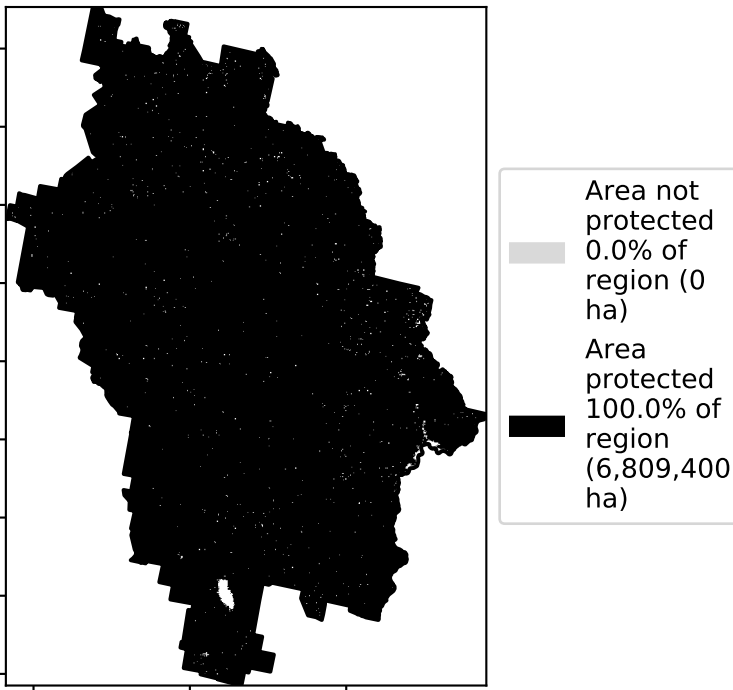 Area not
protected
0.0% of
region (0
ha)
Area
protected
100.0% of
region
(6,809,400
ha)